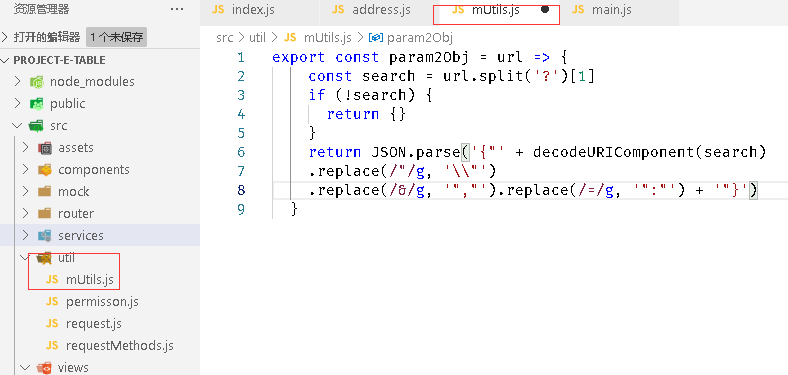 资源管理器
···
打开的编辑器 1 个未保存
PROJECT-E-TABLE
node_modules
public
src
assets
components
mock
router
services
util
JS mUtils.js
JS permisson.js
JS request.js
JS requestMethods.js
views
JS index.js JS address.js JS mUtils.js ● JS main.js
src > util > JS mUtils.js > param2Obj
1 export const param2Obj = url => {
2 const search = url.split('?')[1]
3 if (!search) {
4 return {}
5 }
6 return JSON.parse('{"' + decodeURIComponent(search)
7 .replace(/"/g, '\\"')
8 .replace(/&/g, '","').replace(/=/g, '":"') + '"}')
9 }